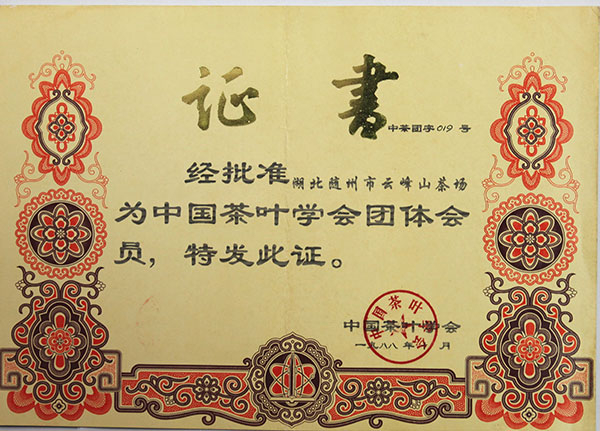 证书
中茶团字019号
经批准湖北随州市云峰山茶场
为中国茶叶学会团体会
员，特发此证。
中国茶叶学会
一九八八年 月